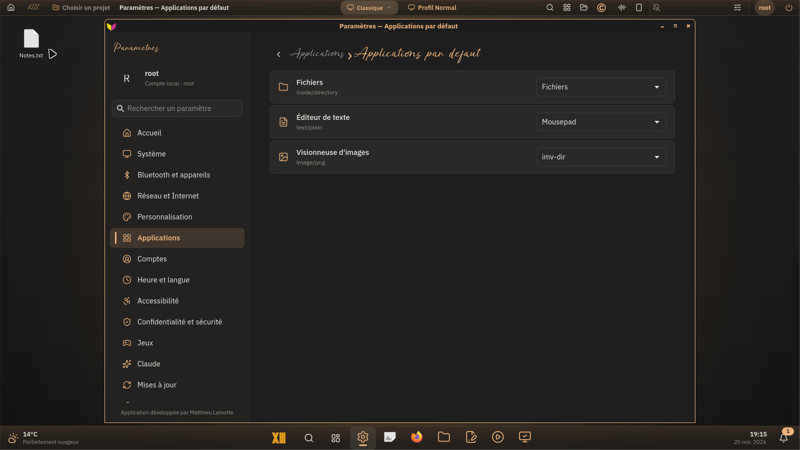 Choisir un projet
Paramètres — Applications par défaut
Classique
Profil Normal
root
Notes.txt
Paramètres — Applications par défaut
Paramètres
R
root
Compte local · root
Rechercher un paramètre
Accueil
Système
Bluetooth et appareils
Réseau et Internet
Personnalisation
Applications
Comptes
Heure et langue
Accessibilité
Confidentialité et sécurité
Jeux
Claude
Mises à jour
Application développée par Matthieu Lamotte
Applications › Applications par défaut
Fichiers
inode/directory
Fichiers
Éditeur de texte
text/plain
Mousepad
Visionneuse d'images
image/png
imv-dir
14°C
Partiellement nuageux
XIII
19:15
20 nov. 2026
1